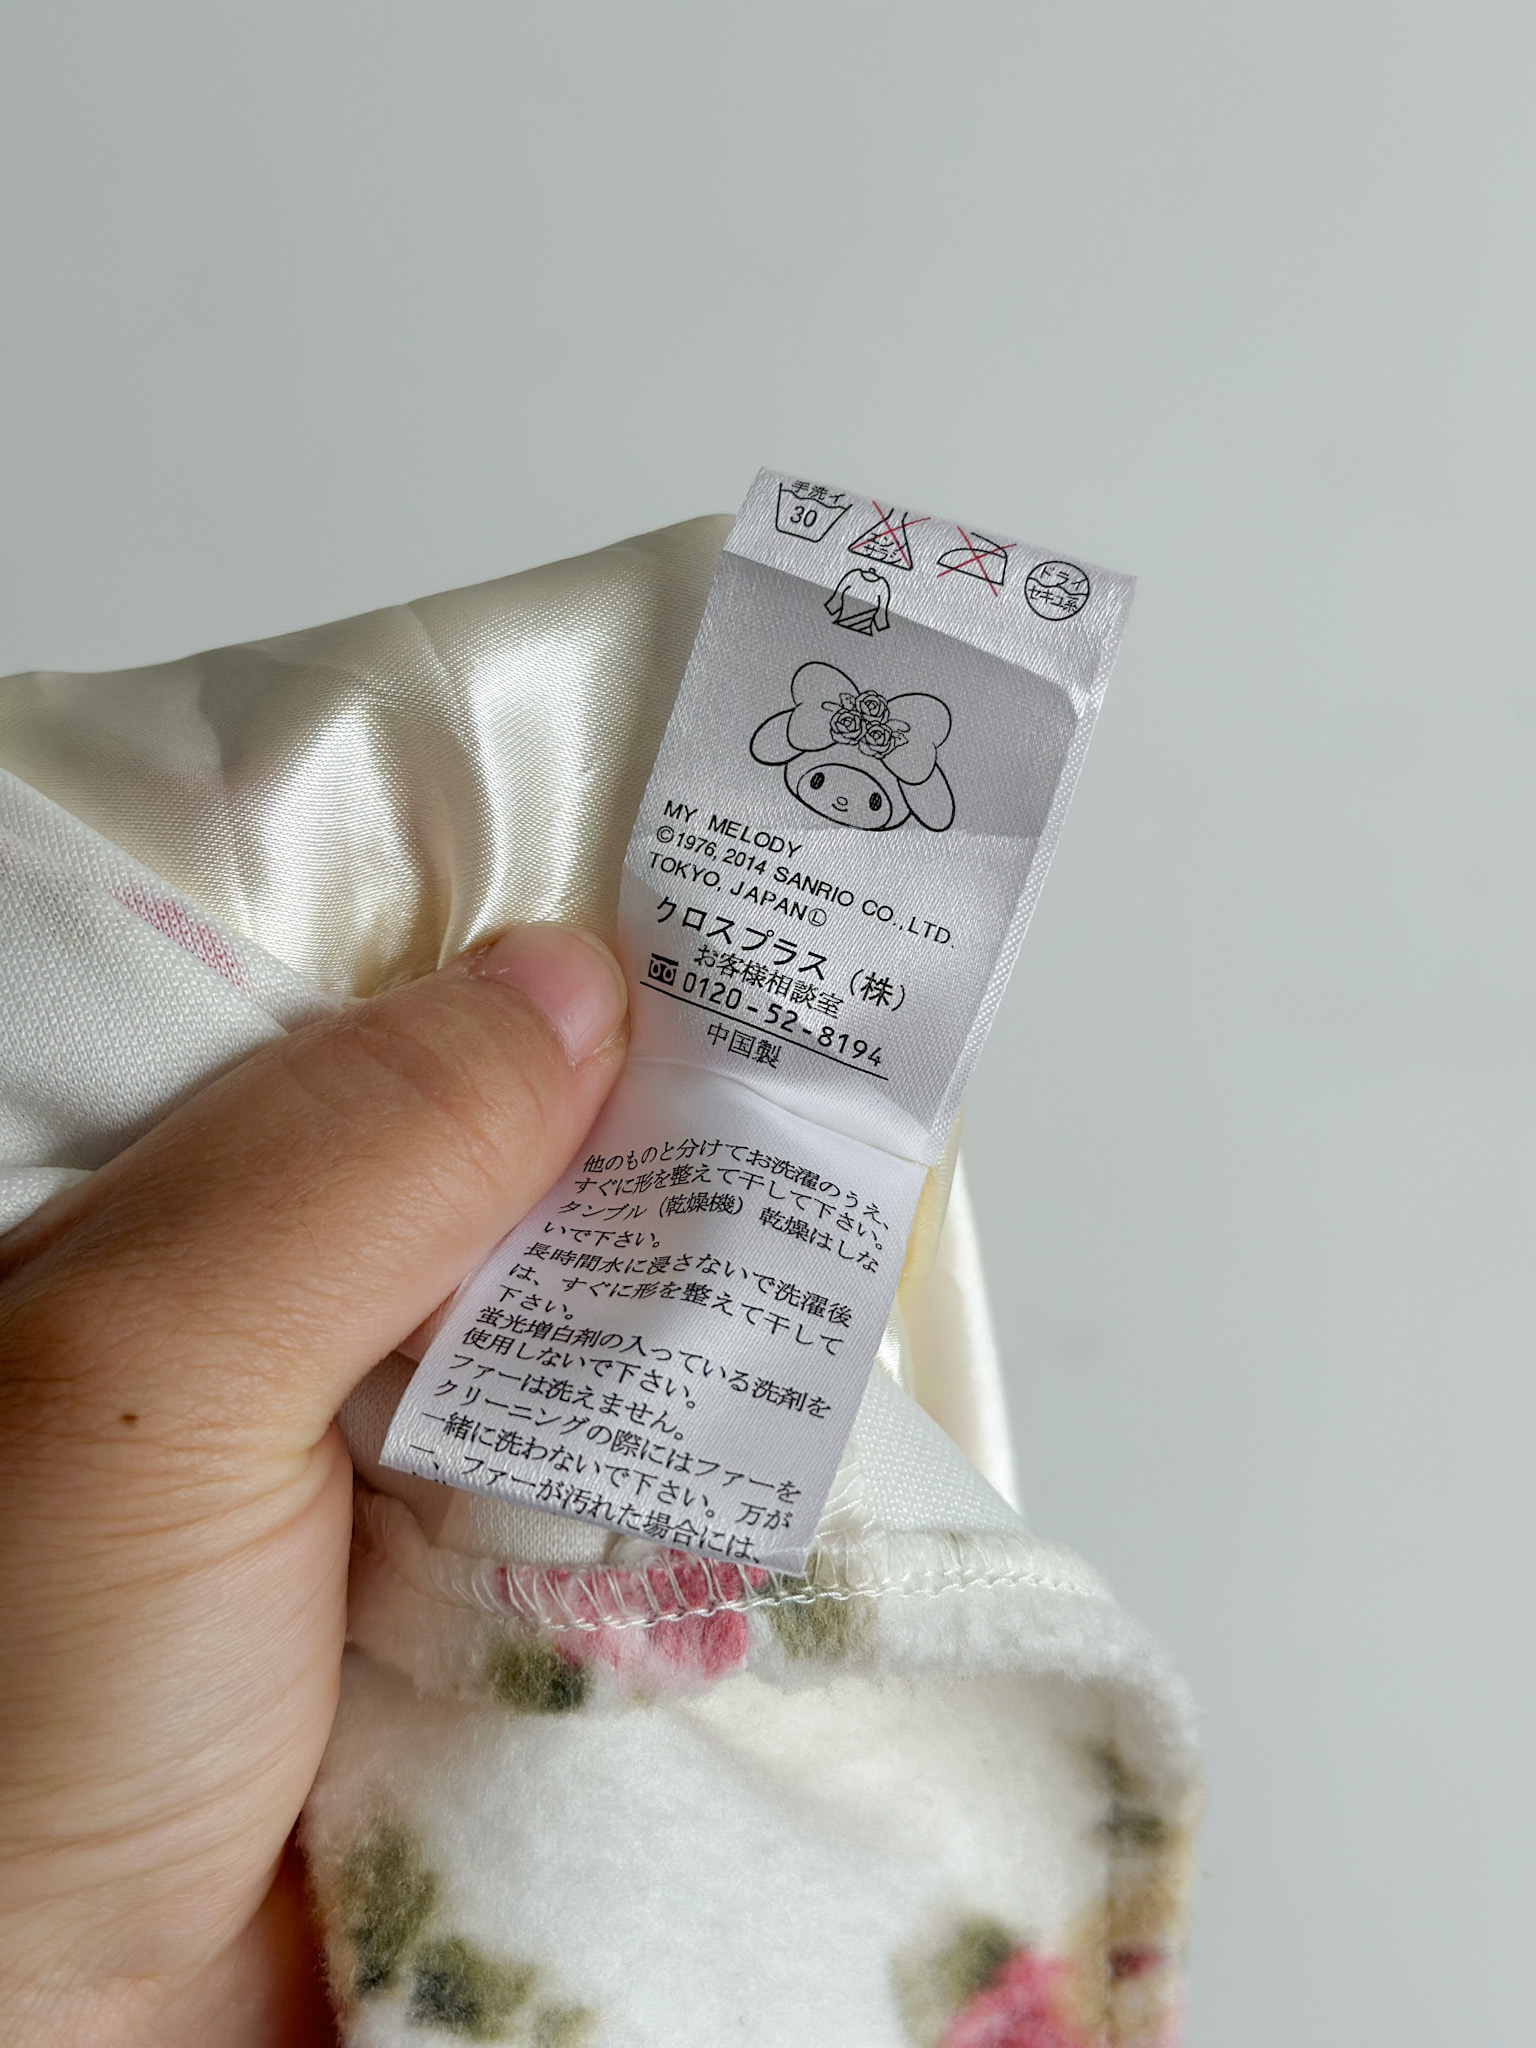 手洗イ
30
エンソ
サラシ
ドライ
セキユ系
MY MELODY
©1976, 2014 SANRIO CO., LTD.
TOKYO, JAPANⓁ
クロスプラス（株）
お客様相談室
0120-52-8194
中国製
他のものと分けてお洗濯のうえ、
すぐに形を整えて干して下さい。
タンブル（乾燥機）乾燥はしな
いで下さい。
長時間水に浸さないで洗濯後
は、すぐに形を整えて干して
下さい。
蛍光増白剤の入っている洗剤を
使用しないで下さい。
ファーは洗えません。
クリーニングの際にはファーを
一緒に洗わないで下さい。万が
一、ファーが汚れた場合には、